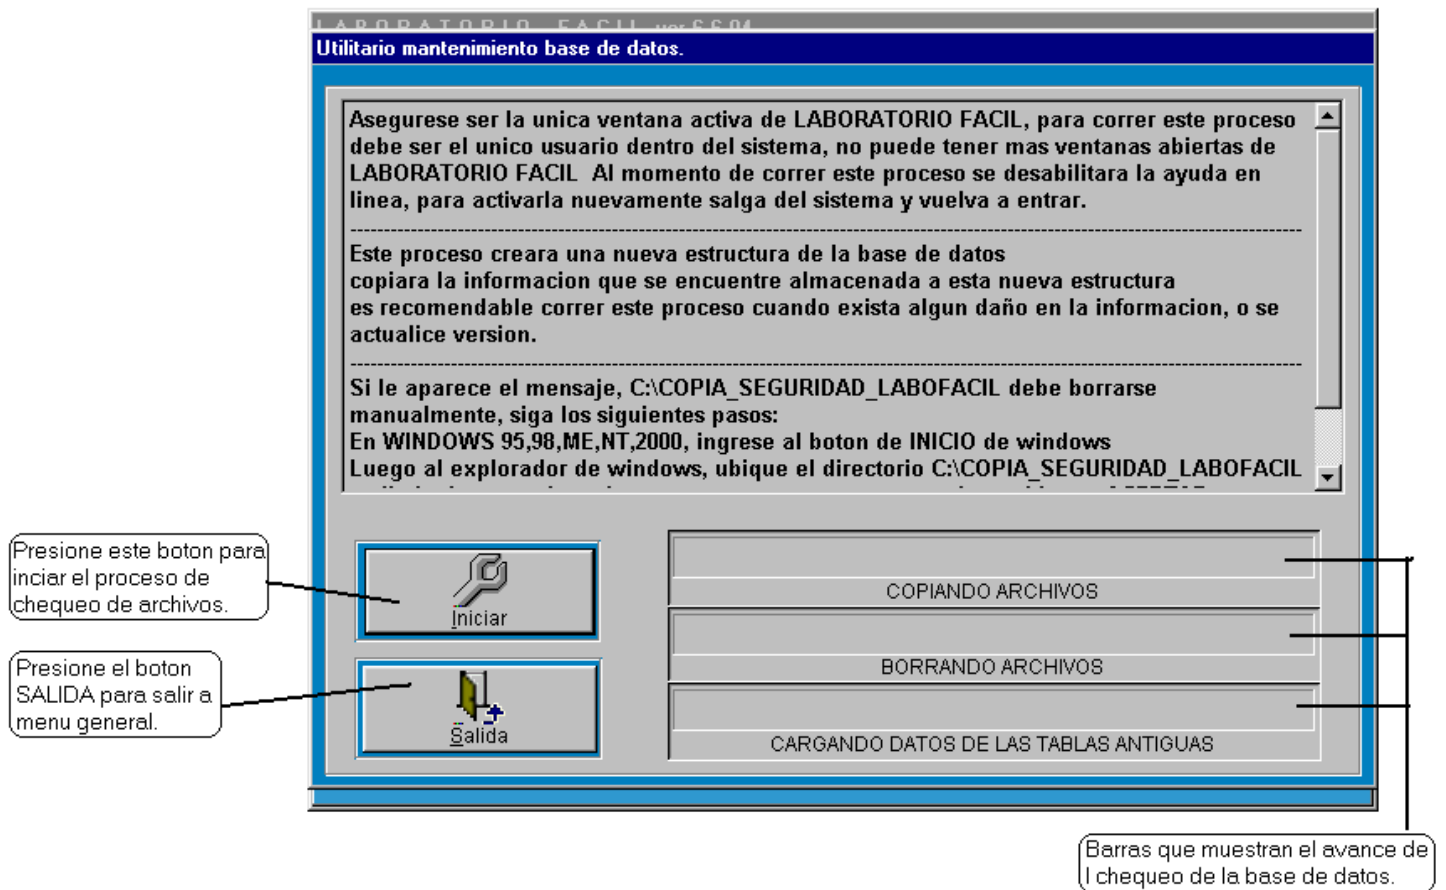 LABORATORIO FACIL ver 6.6.04
Utilitario mantenimiento base de datos.
Asegurese ser la unica ventana activa de LABORATORIO FACIL, para correr este proceso
debe ser el unico usuario dentro del sistema, no puede tener mas ventanas abiertas de
LABORATORIO FACIL  Al momento de correr este proceso se desabilitara la ayuda en
linea, para activarla nuevamente salga del sistema y vuelva a entrar.
Este proceso creara una nueva estructura de la base de datos
copiara la informacion que se encuentre almacenada a esta nueva estructura
es recomendable correr este proceso cuando exista algun daño en la informacion, o se
actualice version.
Si le aparece el mensaje, C:\COPIA_SEGURIDAD_LABOFACIL debe borrarse
manualmente, siga los siguientes pasos:
En WINDOWS 95,98,ME,NT,2000, ingrese al boton de INICIO de windows
Luego al explorador de windows, ubique el directorio C:\COPIA_SEGURIDAD_LABOFACIL
Presione este boton para
inciar el proceso de
chequeo de archivos.
Iniciar
COPIANDO ARCHIVOS
BORRANDO ARCHIVOS
Presione el boton
SALIDA para salir a
menu general.
Salida
CARGANDO DATOS DE LAS TABLAS ANTIGUAS
Barras que muestran el avance de
l chequeo de la base de datos.